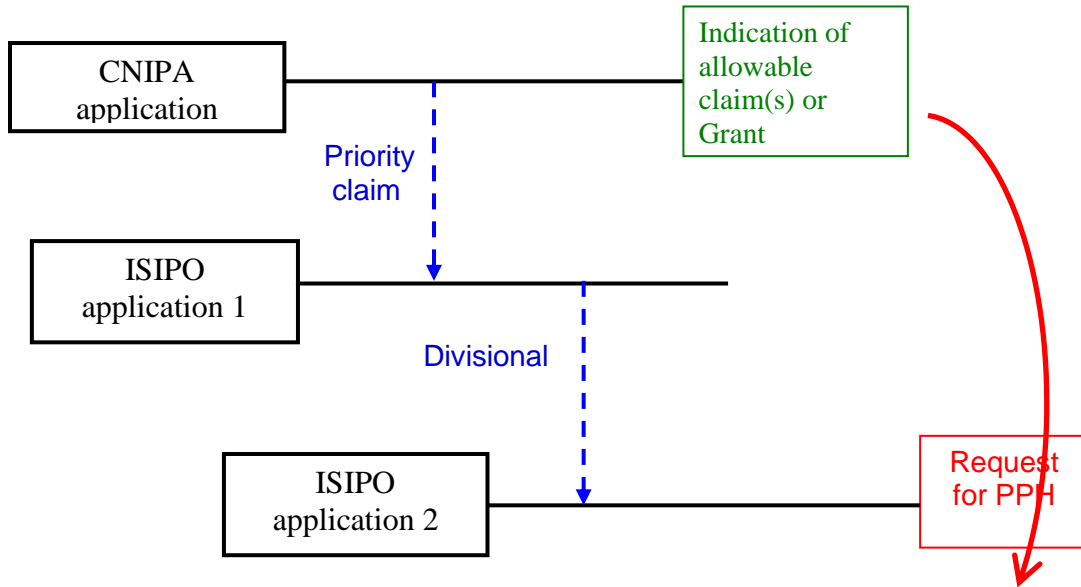 CNIPA
application
Indication of
allowable
claim(s) or
Grant
Priority
claim
ISIPO
application 1
Divisional
ISIPO
application 2
Request
for PPH